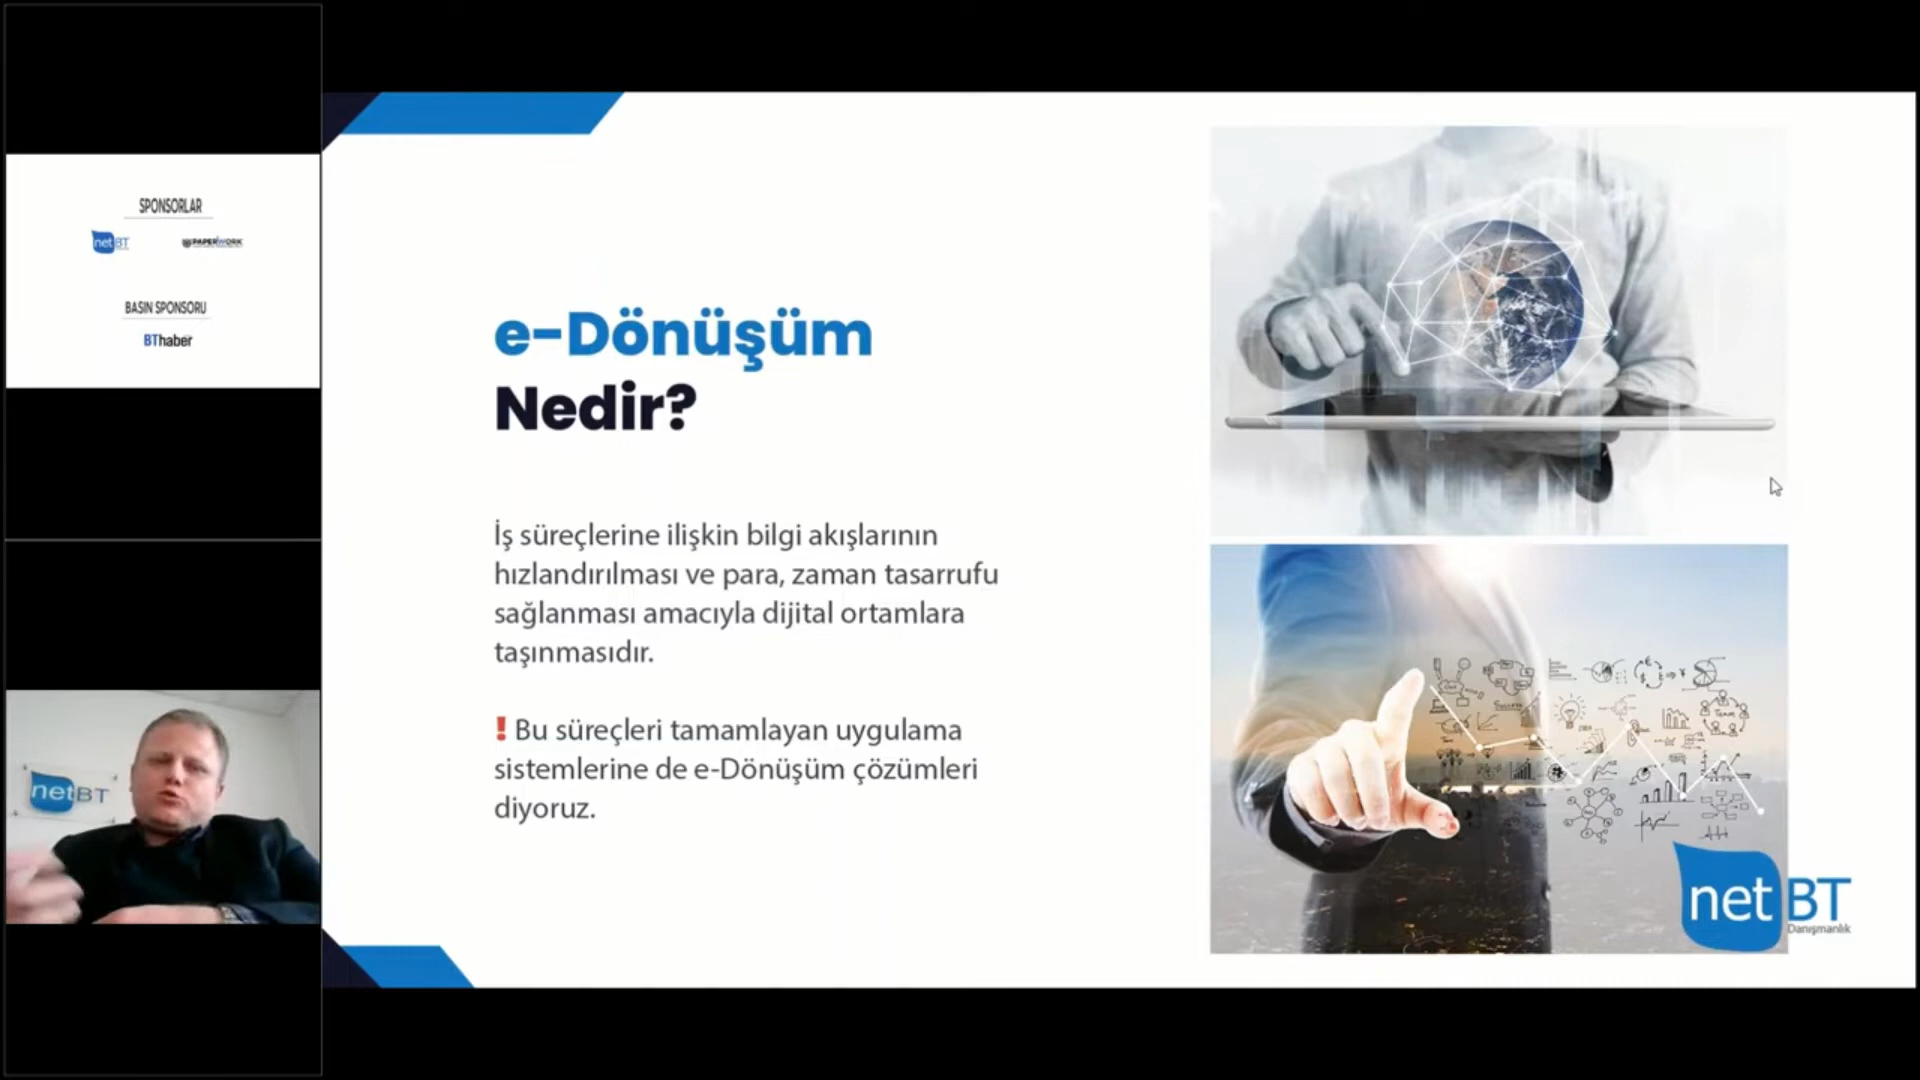 SPONSORLAR
netBT
PAPERWORK
BASIN SPONSORU
BThaber
netBT
e-Dönüşüm
Nedir?
İş süreçlerine ilişkin bilgi akışlarının
hızlandırılması ve para, zaman tasarrufu
sağlanması amacıyla dijital ortamlara
taşınmasıdır.
! Bu süreçleri tamamlayan uygulama
sistemlerine de e-Dönüşüm çözümleri
diyoruz.
netBT
Danışmanlık